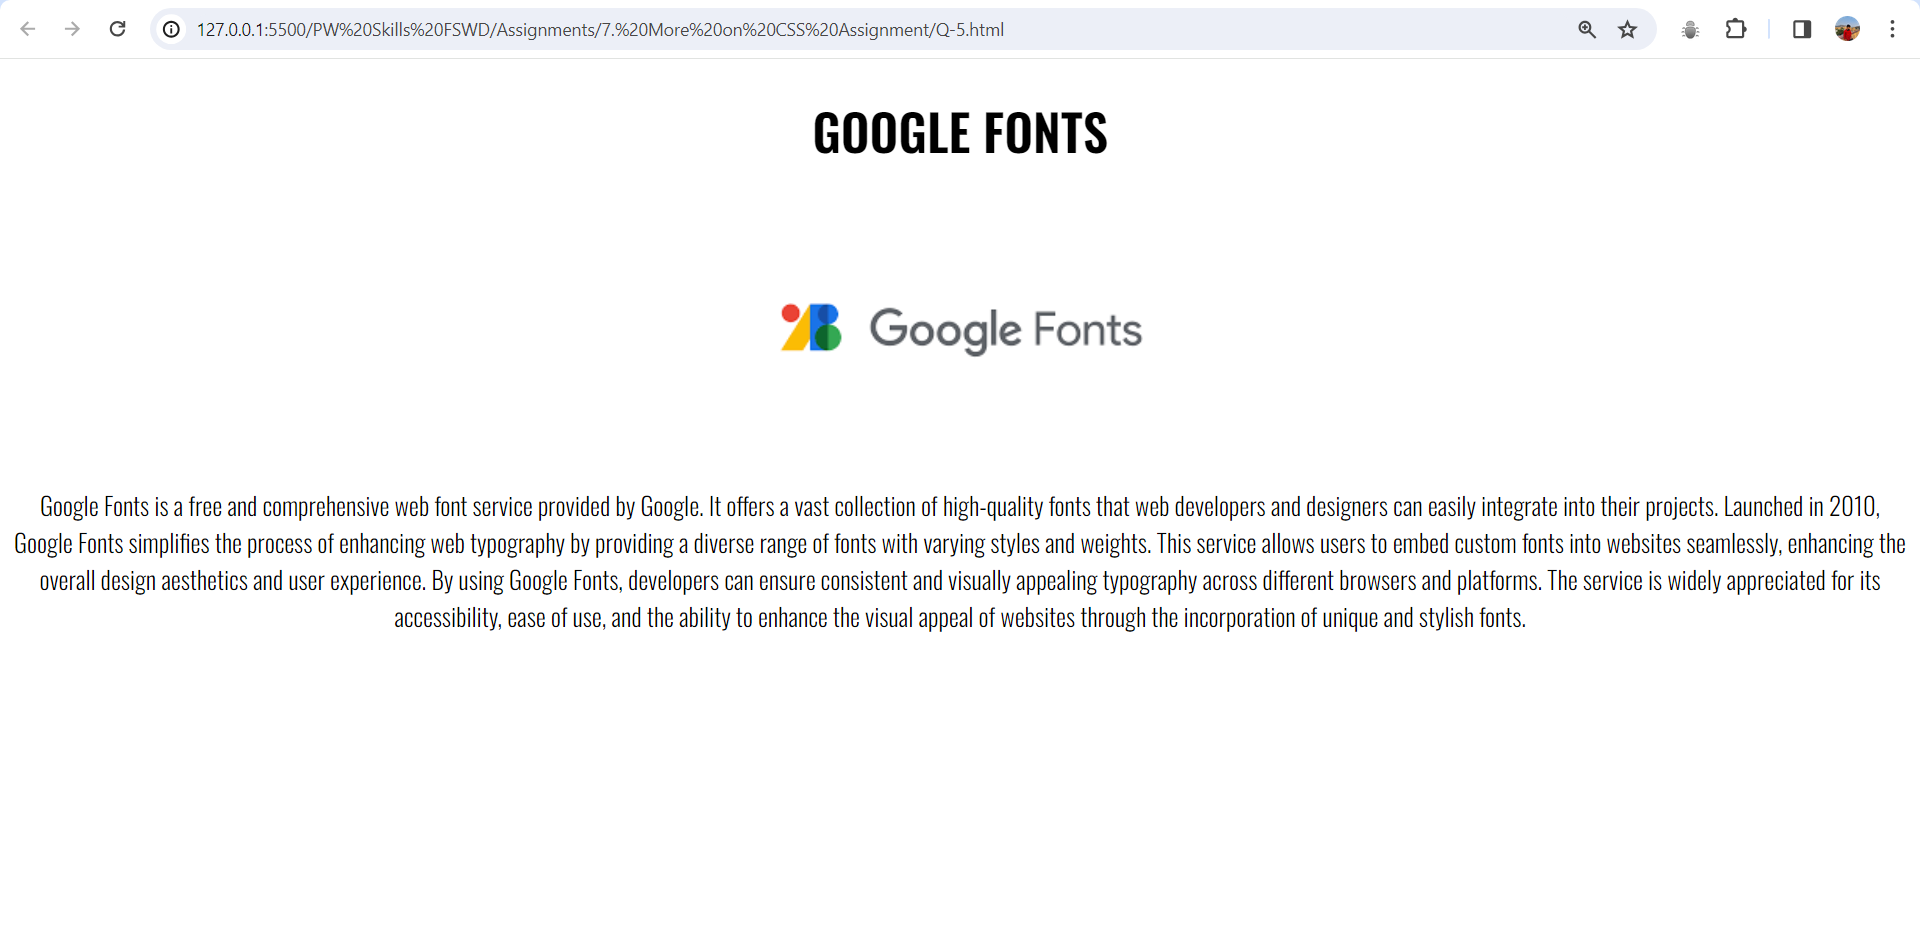 127.0.0.1:5500/PW%20Skills%20FSWD/Assignments/7.%20More%20on%20CSS%20Assignment/Q-5.html
GOOGLE FONTS
Google Fonts
Google Fonts is a free and comprehensive web font service provided by Google. It offers a vast collection of high-quality fonts that web developers and designers can easily integrate into their projects. Launched in 2010,
Google Fonts simplifies the process of enhancing web typography by providing a diverse range of fonts with varying styles and weights. This service allows users to embed custom fonts into websites seamlessly, enhancing the
overall design aesthetics and user experience. By using Google Fonts, developers can ensure consistent and visually appealing typography across different browsers and platforms. The service is widely appreciated for its
accessibility, ease of use, and the ability to enhance the visual appeal of websites through the incorporation of unique and stylish fonts.